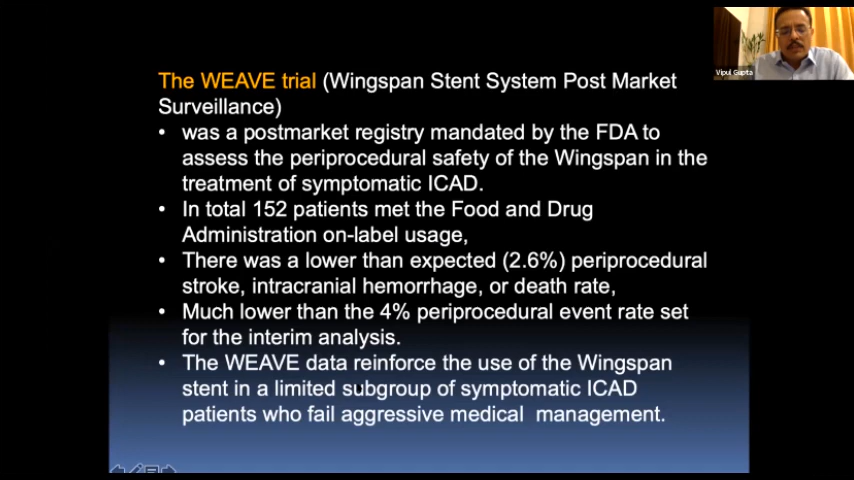 The WEAVE trial (Wingspan Stent System Post Market
Surveillance)
• was a postmarket registry mandated by the FDA to
assess the periprocedural safety of the Wingspan in the
treatment of symptomatic ICAD.
• In total 152 patients met the Food and Drug
Administration on-label usage,
• There was a lower than expected (2.6%) periprocedural
stroke, intracranial hemorrhage, or death rate,
• Much lower than the 4% periprocedural event rate set
for the interim analysis.
• The WEAVE data reinforce the use of the Wingspan
stent in a limited subgroup of symptomatic ICAD
patients who fail aggressive medical management.
Vipul Gupta